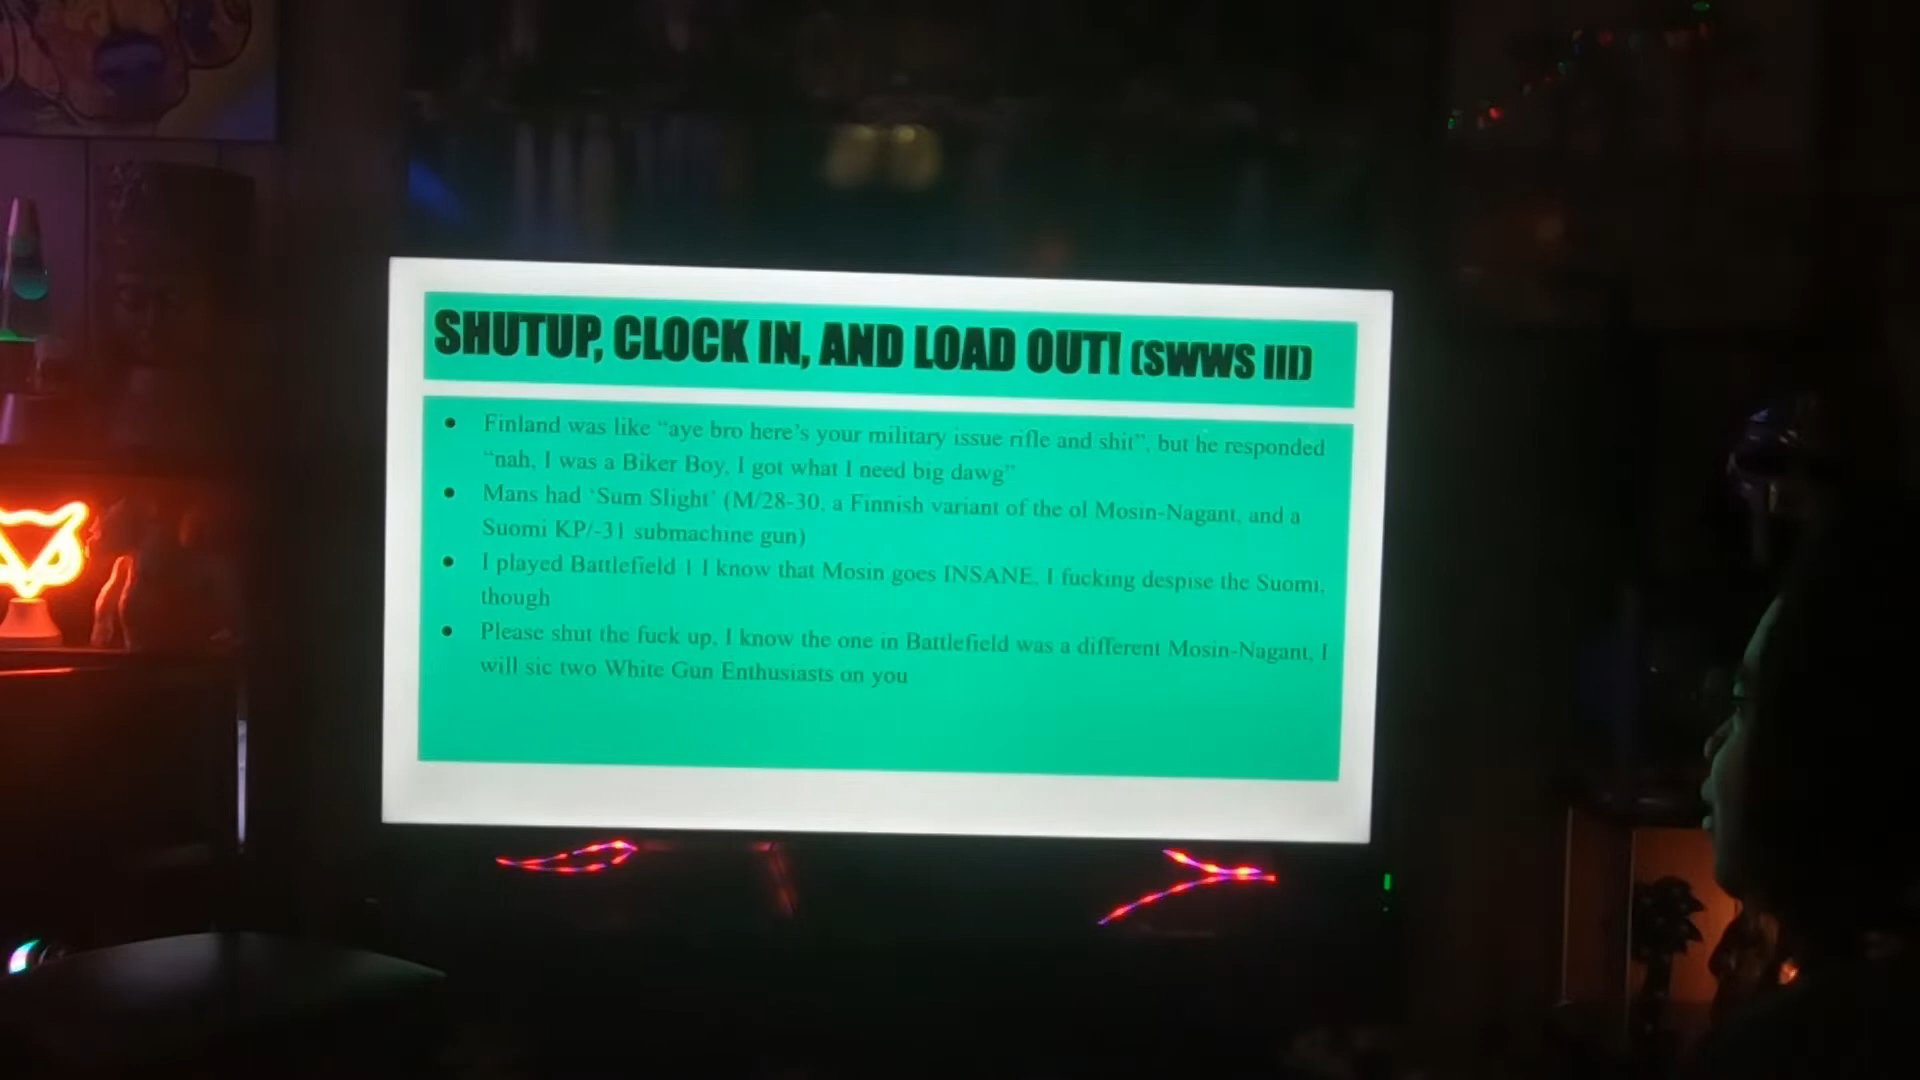 SHUTUP, CLOCK IN, AND LOAD OUT! (SWWS III)
• Finland was like “aye bro here’s your military issue rifle and shit”, but he responded
“nah, I was a Biker Boy, I got what I need big dawg”
• Mans had ‘Sum Slight’ (M/28-30, a Finnish variant of the ol Mosin-Nagant, and a
Suomi KP/-31 submachine gun)
• I played Battlefield 1 I know that Mosin goes INSANE, I fucking despise the Suomi,
though
• Please shut the fuck up, I know the one in Battlefield was a different Mosin-Nagant, I
will sic two White Gun Enthusiasts on you